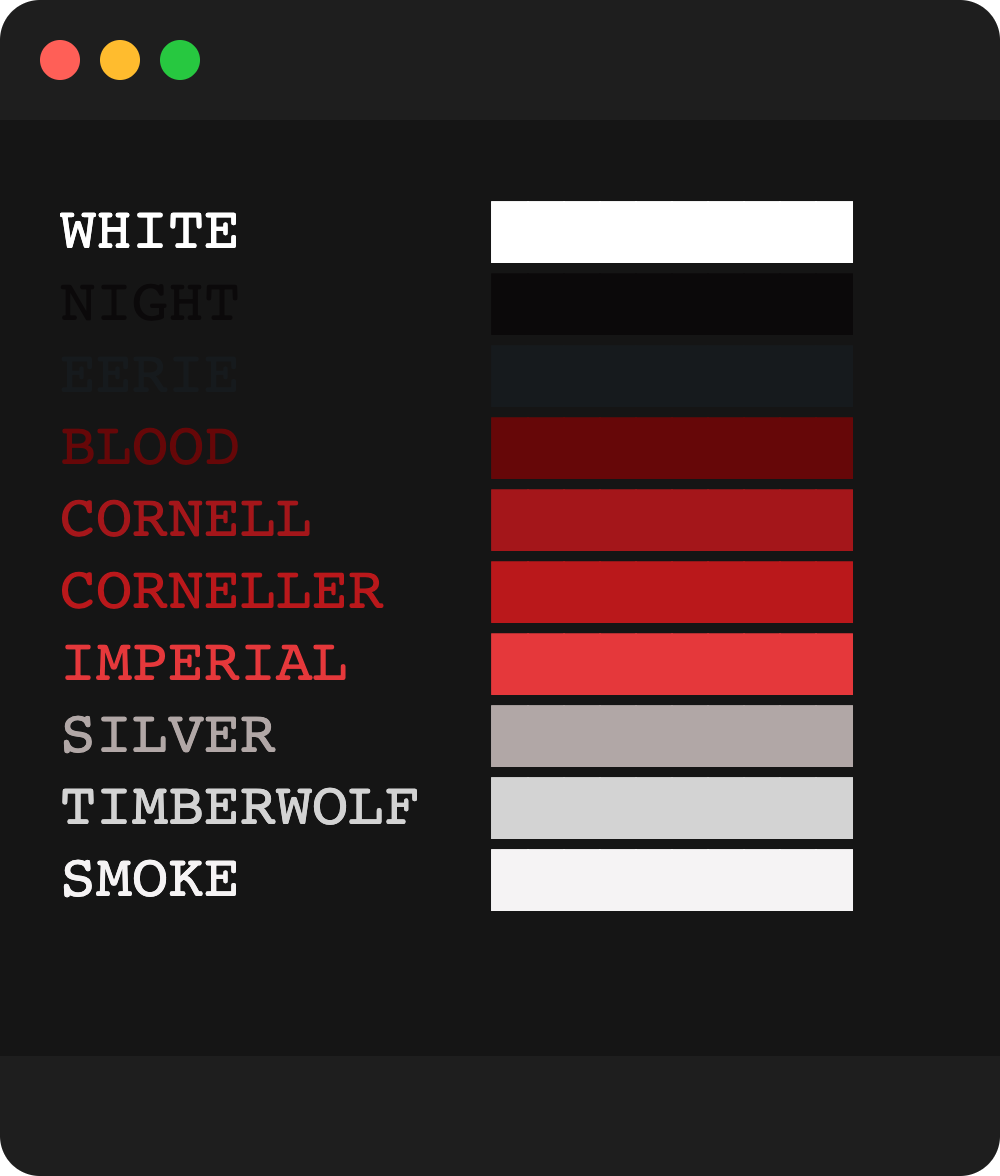 WHITE
NIGHT
EERIE
BLOOD
CORNELL
CORNELLER
IMPERIAL
SILVER
TIMBERWOLF
SMOKE